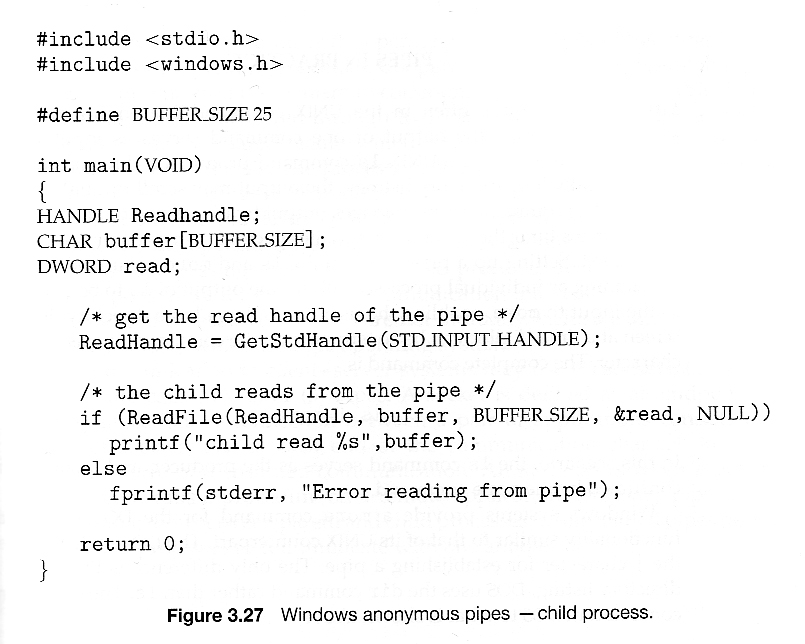 #include <stdio.h>
#include <windows.h>
#define BUFFER_SIZE 25
int main(VOID)
{
HANDLE Readhandle;
CHAR buffer[BUFFER_SIZE];
DWORD read;
/* get the read handle of the pipe */
ReadHandle = GetStdHandle(STD_INPUT_HANDLE);
/* the child reads from the pipe */
if (ReadFile(ReadHandle, buffer, BUFFER_SIZE, &read, NULL))
printf("child read %s",buffer);
else
fprintf(stderr, "Error reading from pipe");
return 0;
}
Figure 3.27 Windows anonymous pipes — child process.